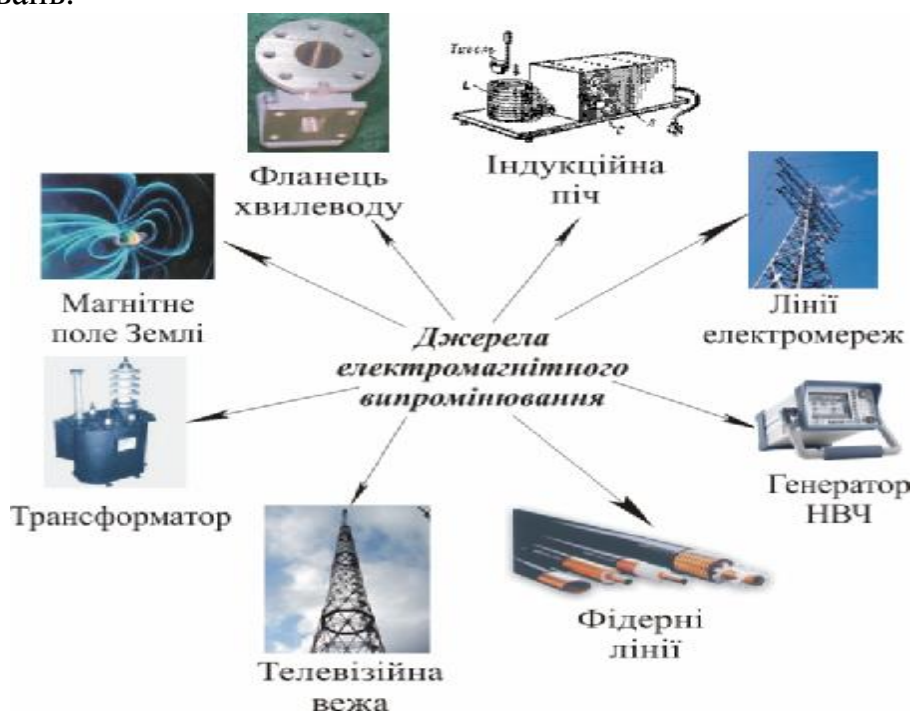 Тигель
Індукційна
піч
Фланець
хвилеводу
Магнітне
поле Землі
Лінії
електромереж
Джерела
електромагнітного
випромінювання
Трансформатор
Генератор
НВЧ
Телевізійна
вежа
Фідерні
лінії